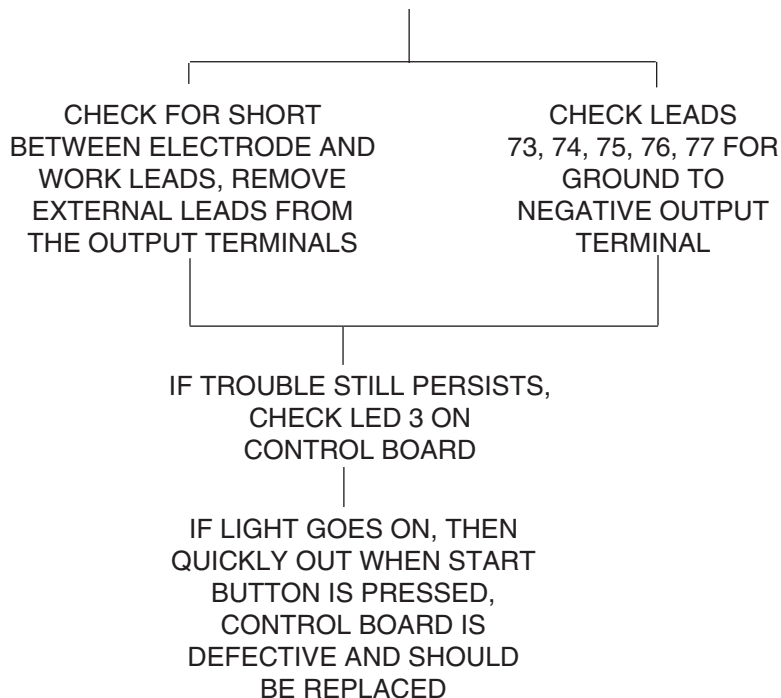 CHECK FOR SHORT
BETWEEN ELECTRODE AND
WORK LEADS, REMOVE
EXTERNAL LEADS FROM
THE OUTPUT TERMINALS
CHECK LEADS
73, 74, 75, 76, 77 FOR
GROUND TO
NEGATIVE OUTPUT
TERMINAL
IF TROUBLE STILL PERSISTS,
CHECK LED 3 ON
CONTROL BOARD
IF LIGHT GOES ON, THEN
QUICKLY OUT WHEN START
BUTTON IS PRESSED,
CONTROL BOARD IS
DEFECTIVE AND SHOULD
BE REPLACED